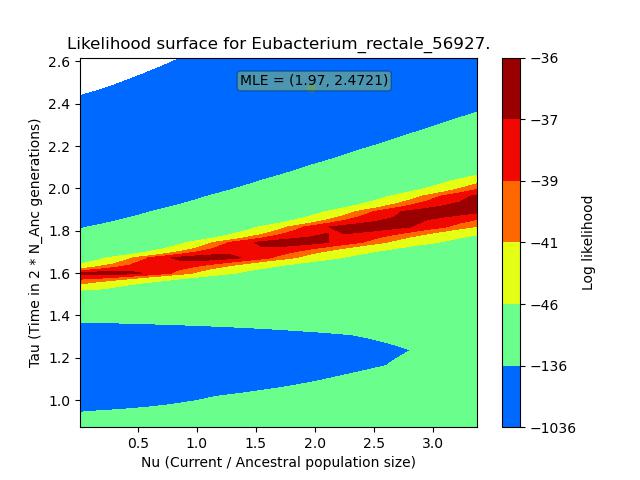 Likelihood surface for Eubacterium_rectale_56927.
MLE = (1.97, 2.4721)
2.6
2.4
2.2
2.0
1.8
1.6
1.4
1.2
1.0
Tau (Time in 2 * N_Anc generations)
0.5 1.0 1.5 2.0 2.5 3.0
Nu (Current / Ancestral population size)
−36
−37
−39
−41
−46
−136
−1036
Log likelihood